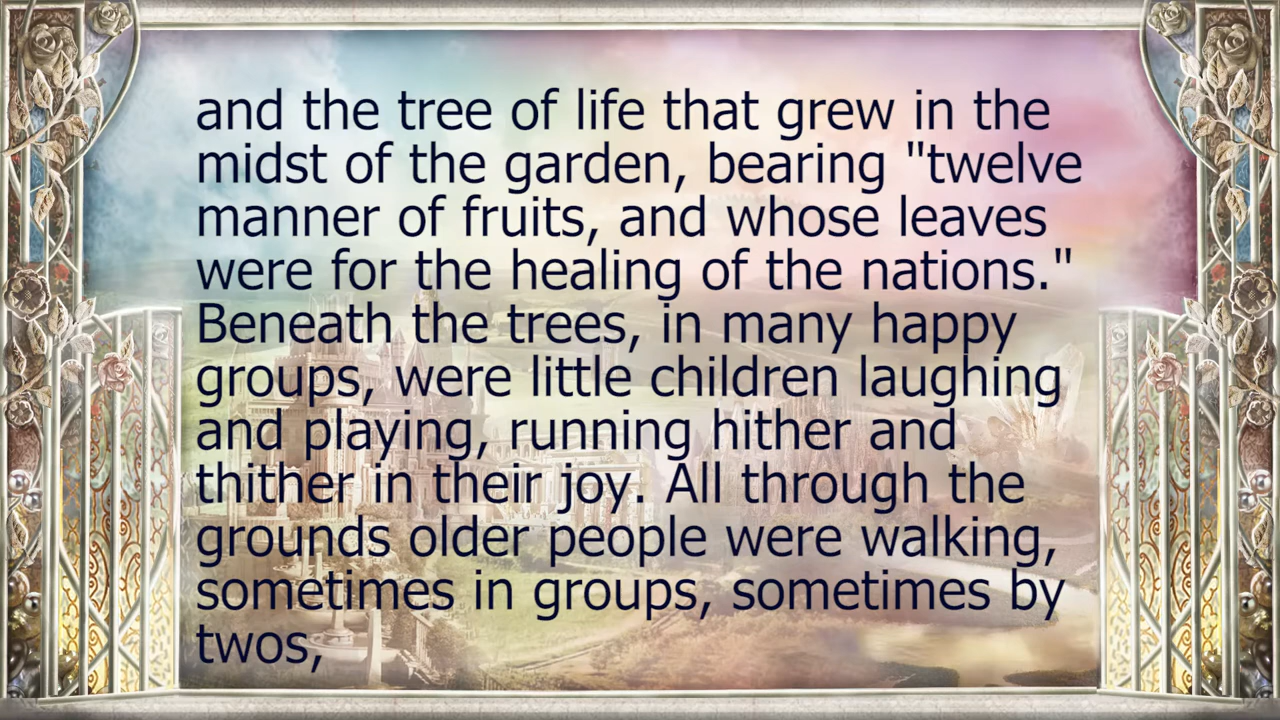 and the tree of life that grew in the
midst of the garden, bearing "twelve
manner of fruits, and whose leaves
were for the healing of the nations."
Beneath the trees, in many happy
groups, were little children laughing
and playing, running hither and
thither in their joy. All through the
grounds older people were walking,
sometimes in groups, sometimes by
twos,